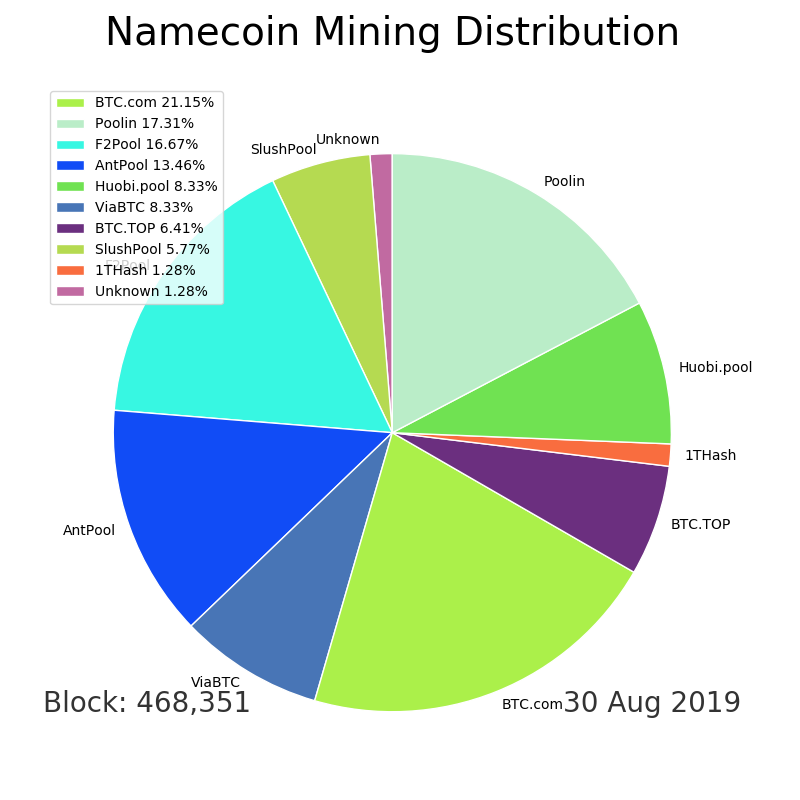 Namecoin Mining Distribution
BTC.com 21.15%
Poolin 17.31%
F2Pool 16.67%
AntPool 13.46%
Huobi.pool 8.33%
ViaBTC 8.33%
BTC.TOP 6.41%
SlushPool 5.77%
1THash 1.28%
Unknown 1.28%
Unknown
SlushPool
Poolin
F2Pool
Huobi.pool
1THash
BTC.TOP
AntPool
ViaBTC
BTC.com
Block: 468,351
30 Aug 2019